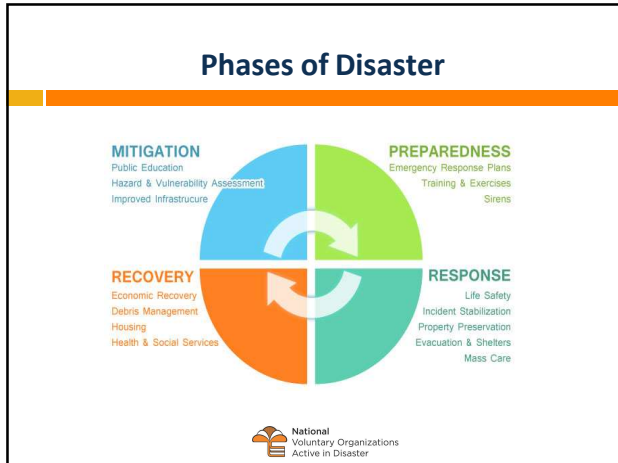 Phases of Disaster
MITIGATION
Public Education
Hazard & Vulnerability Assessment
Improved Infrastrucure
PREPAREDNESS
Emergency Response Plans
Training & Exercises
Sirens
RECOVERY
Economic Recovery
Debris Management
Housing
Health & Social Services
RESPONSE
Life Safety
Incident Stabilization
Property Preservation
Evacuation & Shelters
Mass Care
National
Voluntary Organizations
Active in Disaster